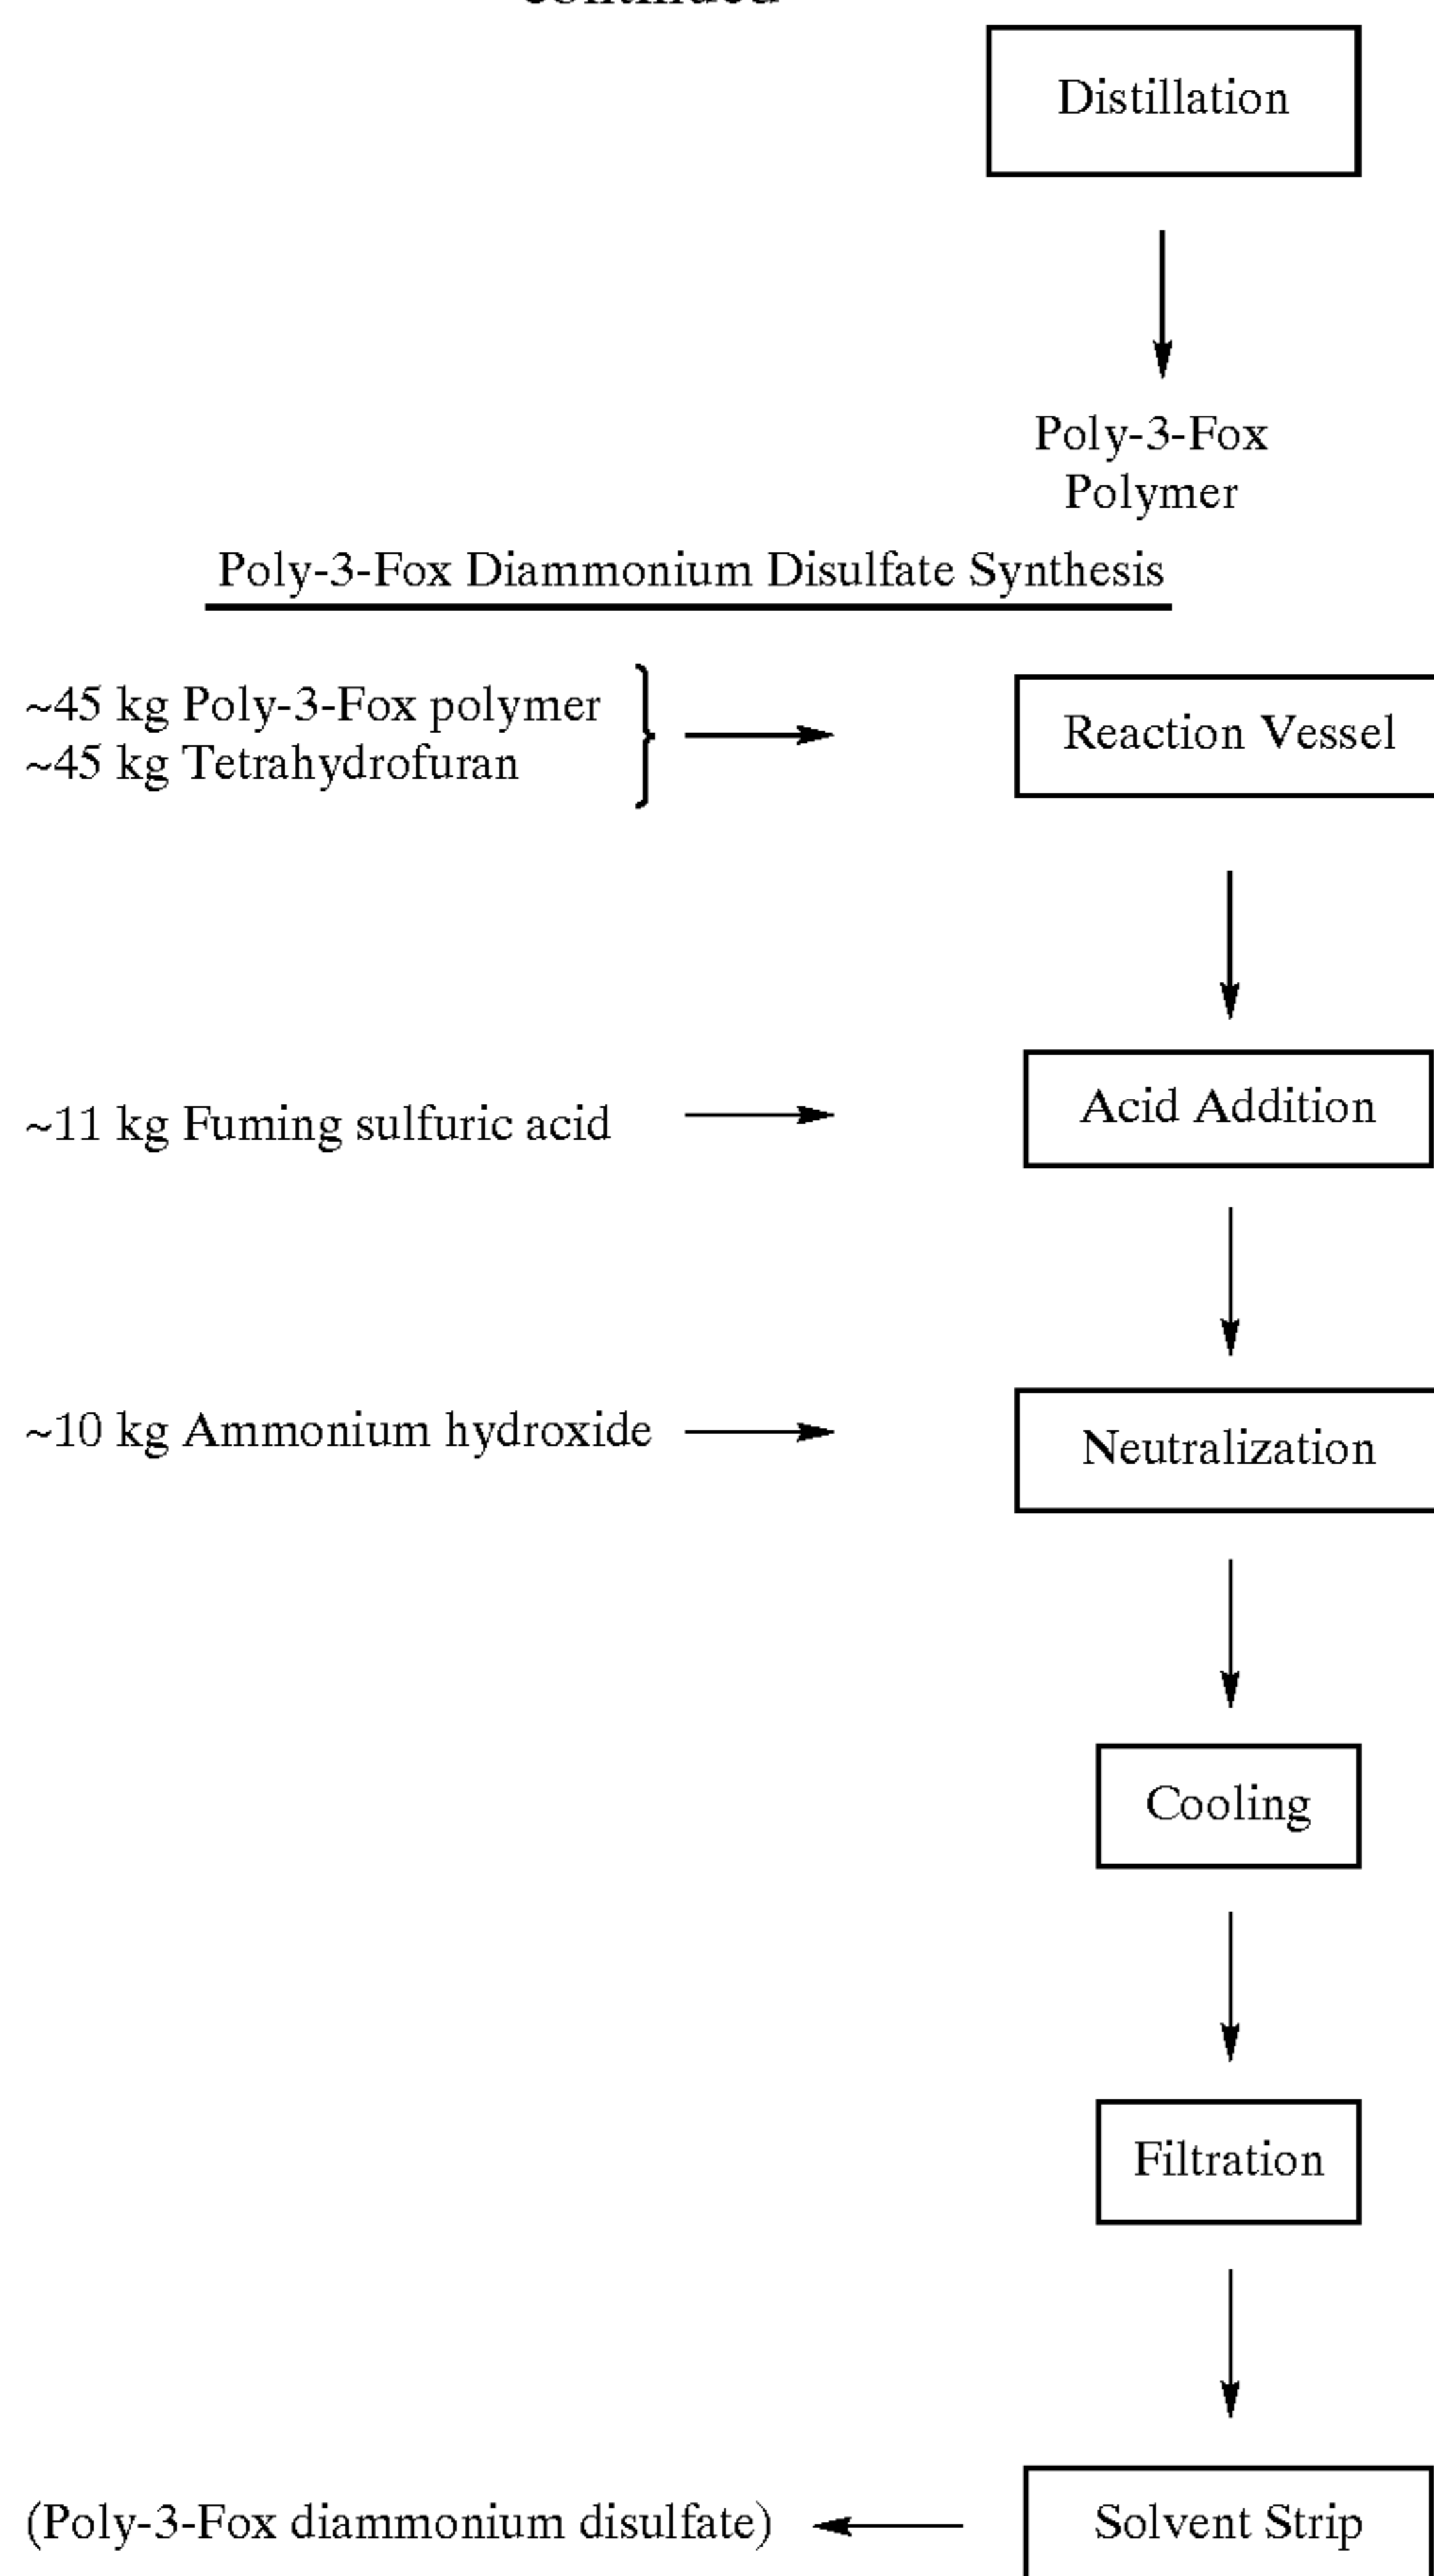 Distillation
Poly-3-Fox
Polymer
Poly-3-Fox Diammonium Disulfate Synthesis
~45 kg Poly-3-Fox polymer
~45 kg Tetrahydrofuran
Reaction Vessel
~11 kg Fuming sulfuric acid
Acid Addition
~10 kg Ammonium hydroxide
Neutralization
Cooling
Filtration
(Poly-3-Fox diammonium disulfate)
Solvent Strip